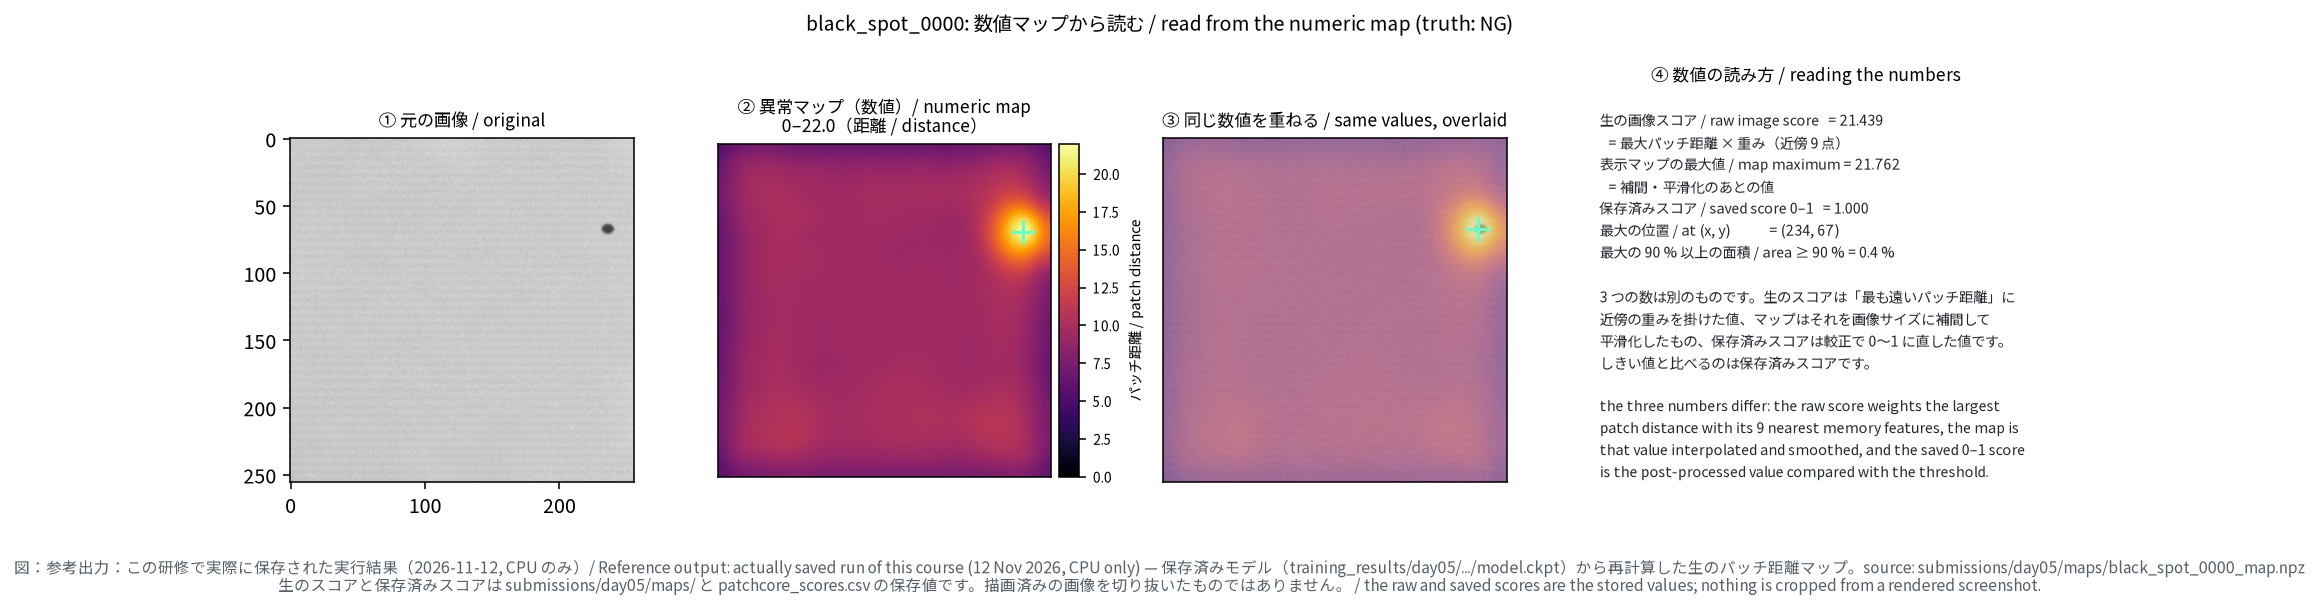 black_spot_0000: 数値マップから読む / read from the numeric map (truth: NG)
① 元の画像 / original
0
50
100
150
200
250
0
100
200
② 異常マップ（数値）/ numeric map
0–22.0（距離 / distance）
20.0
17.5
15.0
12.5
10.0
7.5
5.0
2.5
0.0
パッチ距離 / patch distance
③ 同じ数値を重ねる / same values, overlaid
④ 数値の読み方 / reading the numbers
生の画像スコア / raw image score = 21.439
= 最大パッチ距離 × 重み（近傍 9 点）
表示マップの最大値 / map maximum = 21.762
= 補間・平滑化のあとの値
保存済みスコア / saved score 0–1 = 1.000
最大の位置 / at (x, y) = (234, 67)
最大の 90 % 以上の面積 / area ≥ 90 % = 0.4 %
3 つの数は別のものです。生のスコアは「最も遠いパッチ距離」に
近傍の重みを掛けた値、マップはそれを画像サイズに補間して
平滑化したもの、保存済みスコアは較正で 0〜1 に直した値です。
しきい値と比べるのは保存済みスコアです。
the three numbers differ: the raw score weights the largest
patch distance with its 9 nearest memory features, the map is
that value interpolated and smoothed, and the saved 0–1 score
is the post-processed value compared with the threshold.
図：参考出力：この研修で実際に保存された実行結果（2026-11-12, CPU のみ）/ Reference output: actually saved run of this course (12 Nov 2026, CPU only) — 保存済みモデル（training_results/day05/.../model.ckpt）から再計算した生のパッチ距離マップ。source: submissions/day05/maps/black_spot_0000_map.npz
生のスコアと保存済みスコアは submissions/day05/maps/ と patchcore_scores.csv の保存値です。描画済みの画像を切り抜いたものではありません。 / the raw and saved scores are the stored values; nothing is cropped from a rendered screenshot.